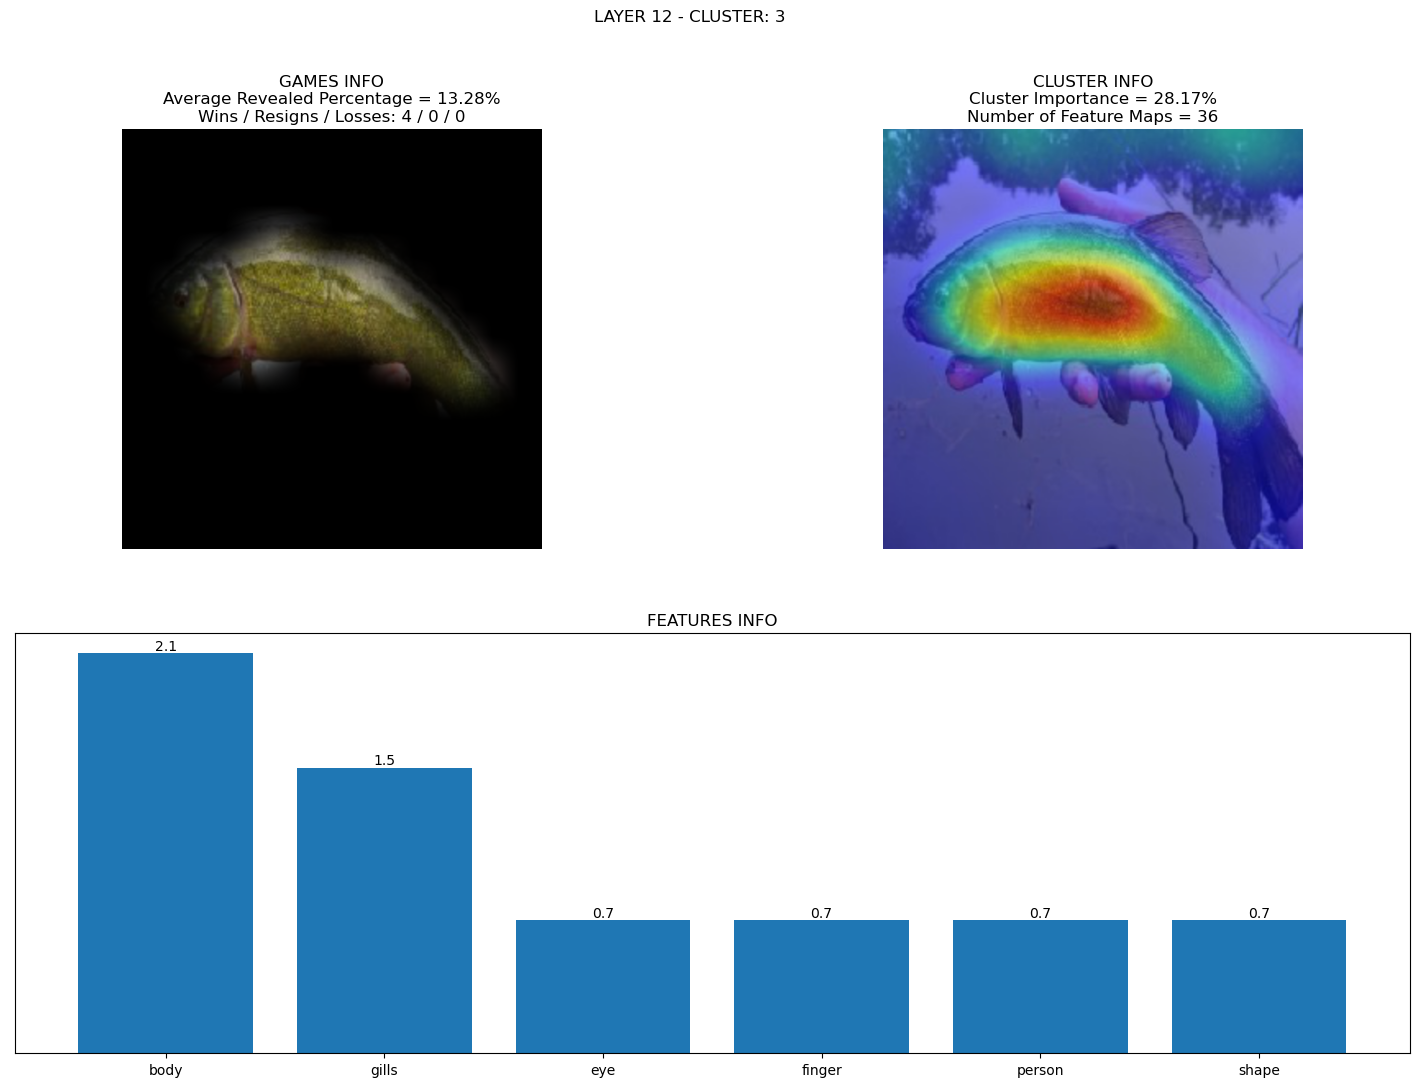 LAYER 12 - CLUSTER: 3
GAMES INFO
Average Revealed Percentage = 13.28%
Wins / Resigns / Losses: 4 / 0 / 0
CLUSTER INFO
Cluster Importance = 28.17%
Number of Feature Maps = 36
FEATURES INFO
2.1
1.5
0.7
0.7
0.7
0.7
body
gills
eye
finger
person
shape